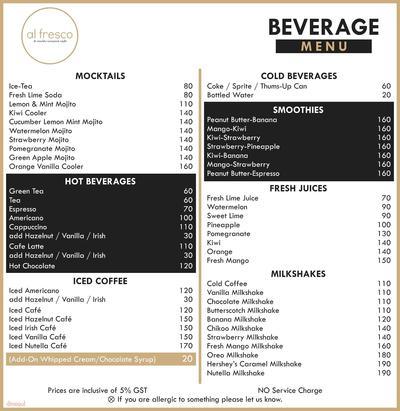 al fresco
BEVERAGE
MENU
MOCKTAILS
Ice-Tea 80
Fresh Lime Soda 80
Lemon & Mint Mojito 110
Kiwi Cooler 140
Cucumber Lemon Mint Mojito 140
Watermelon Mojito 140
Strawberry Mojito 140
Pomegranate Mojito 140
Green Apple Mojito 140
Orange Vanilla Cooler 160
HOT BEVERAGES
Green Tea 60
Tea 60
Espresso 70
Americano 100
Cappuccino 110
add Hazelnut / Vanilla / Irish 30
Cafe Latte 110
add Hazelnut / Vanilla / Irish 30
Hot Chocolate 120
ICED COFFEE
Iced Americano 120
add Hazelnut / Vanilla / Irish 30
Iced Café 120
Iced Hazelnut Café 150
Iced Irish Café 150
Iced Vanilla Café 150
Iced Nutella Café 170
(Add-On Whipped Cream/Chocolate Syrup) 20
COLD BEVERAGES
Coke / Sprite / Thums-Up Can 60
Bottled Water 20
SMOOTHIES
Peanut Butter-Banana 160
Mango-Kiwi 160
Kiwi-Strawberry 160
Strawberry-Pineapple 160
Kiwi-Banana 160
Mango-Strawberry 160
Peanut Butter-Espresso 160
FRESH JUICES
Fresh Lime Juice 70
Watermelon 90
Sweet Lime 90
Pineapple 100
Pomegranate 130
Kiwi 140
Orange 140
Fresh Mango 150
MILKSHAKES
Cold Coffee 110
Vanilla Milkshake 110
Chocolate Milkshake 110
Butterscotch Milkshake 110
Banana Milkshake 120
Chikoo Milkshake 140
Strawberry Milkshake 140
Fresh Mango Milkshake 160
Oreo Milkshake 180
Hershey's Caramel Milkshake 190
Nutella Milkshake 190
Prices are inclusive of 5% GST
NO Service Charge
If you are allergic to something please let us know.